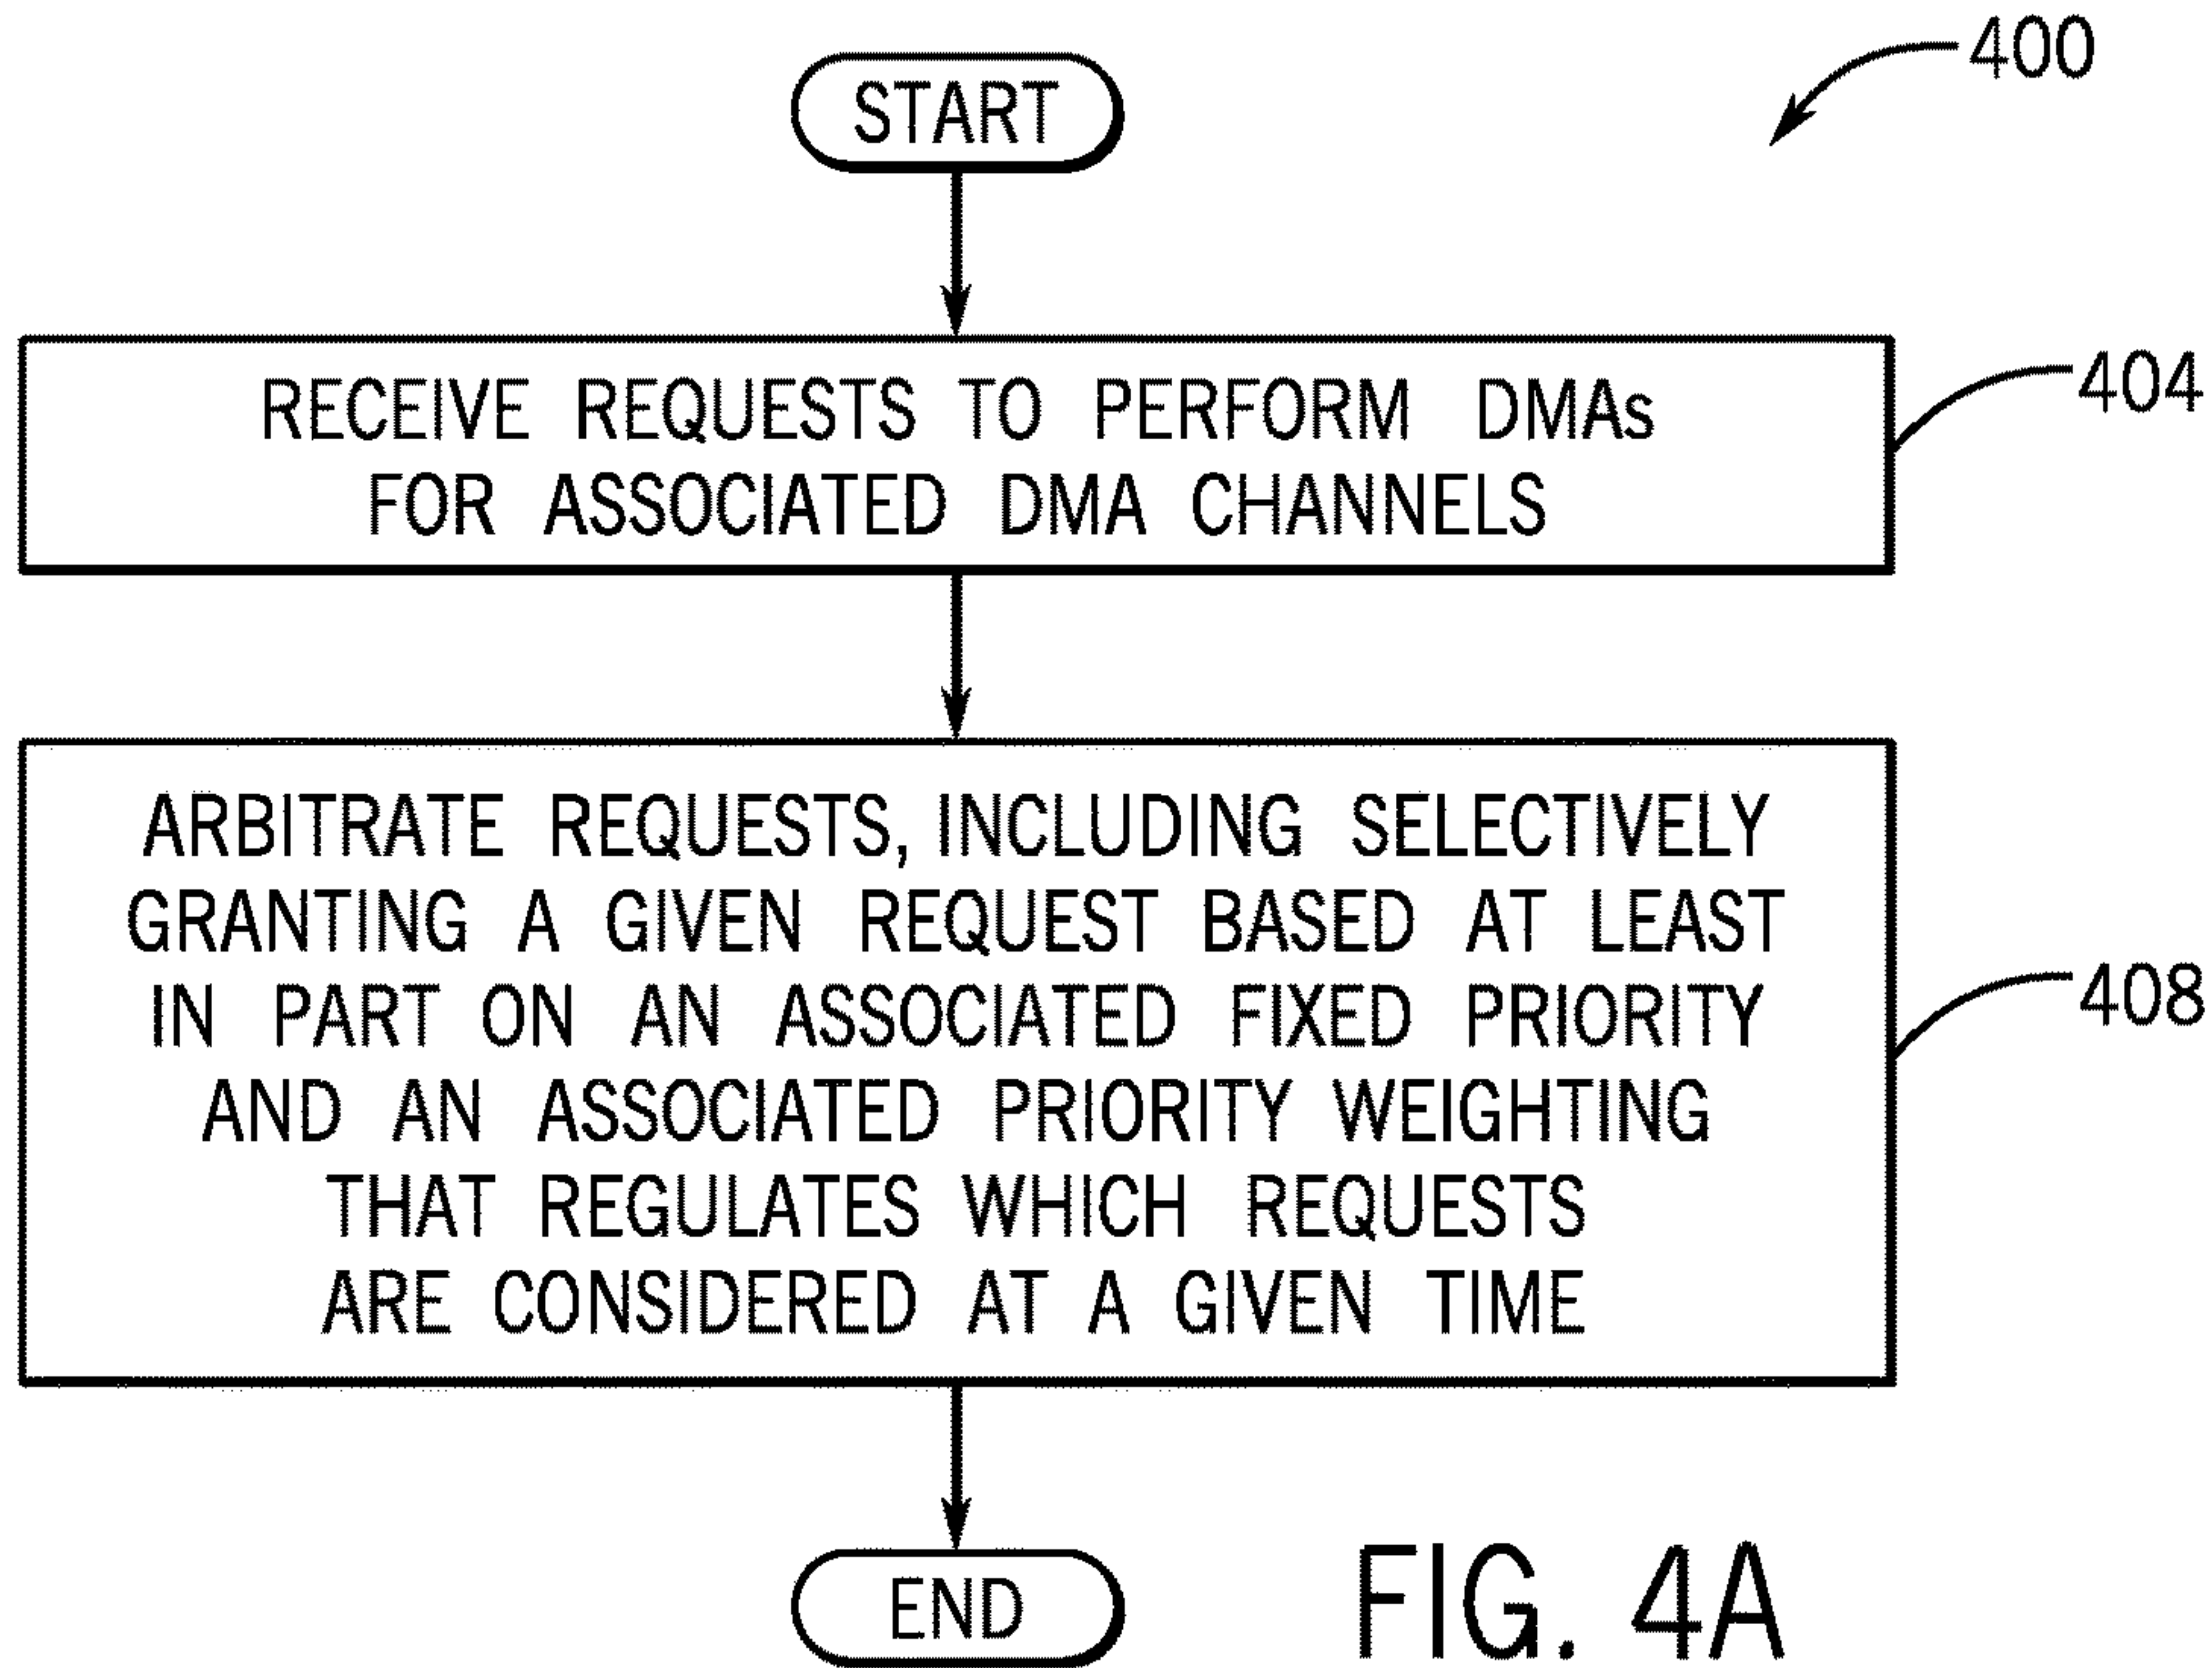 400
START
RECEIVE REQUESTS TO PERFORM DMAs
FOR ASSOCIATED DMA CHANNELS
404
ARBITRATE REQUESTS, INCLUDING SELECTIVELY
GRANTING A GIVEN REQUEST BASED AT LEAST
IN PART ON AN ASSOCIATED FIXED PRIORITY
AND AN ASSOCIATED PRIORITY WEIGHTING
THAT REGULATES WHICH REQUESTS
ARE CONSIDERED AT A GIVEN TIME
408
END
FIG. 4A